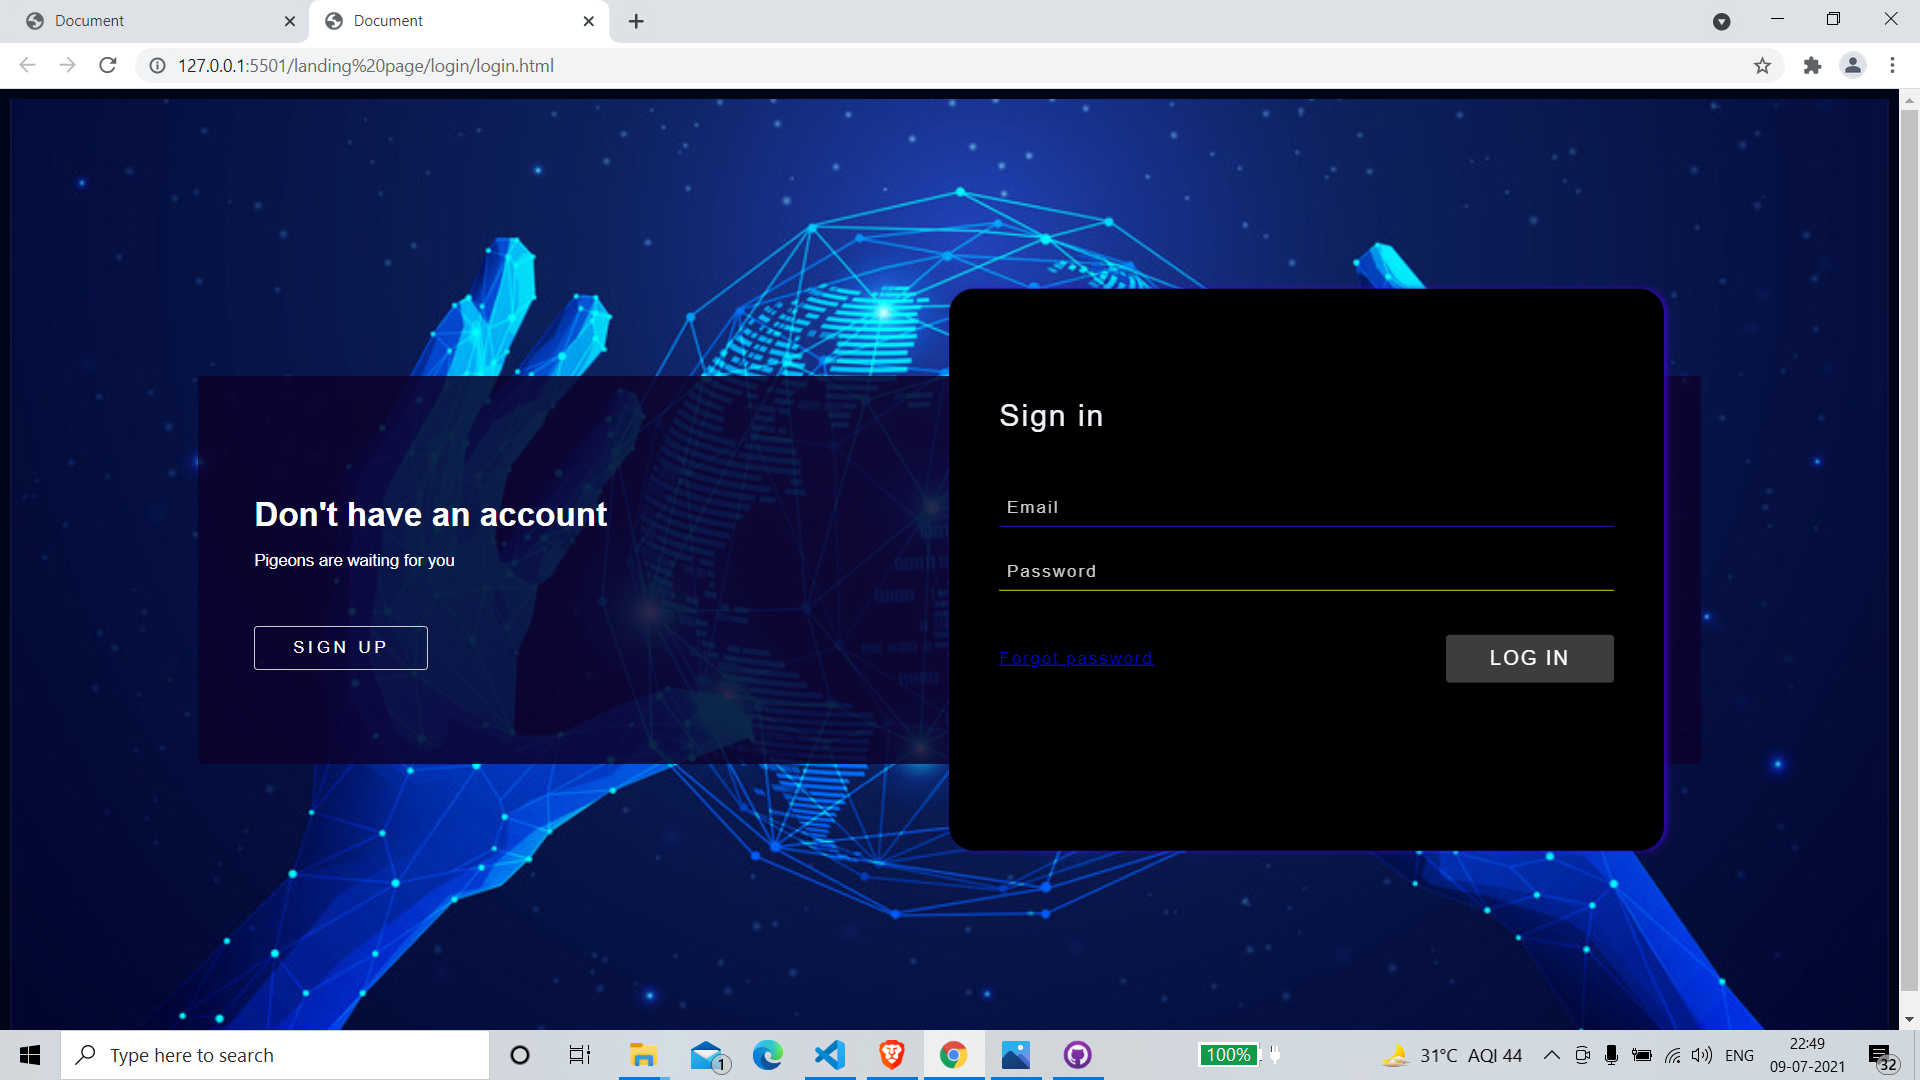 Document
Document
127.0.0.1:5501/landing%20page/login/login.html
Sign in
Don't have an account
Pigeons are waiting for you
SIGN UP
Email
Password
Forgot password
LOG IN
Type here to search
1
100%
31°C AQI 44
ENG
22:49
09-07-2021
32